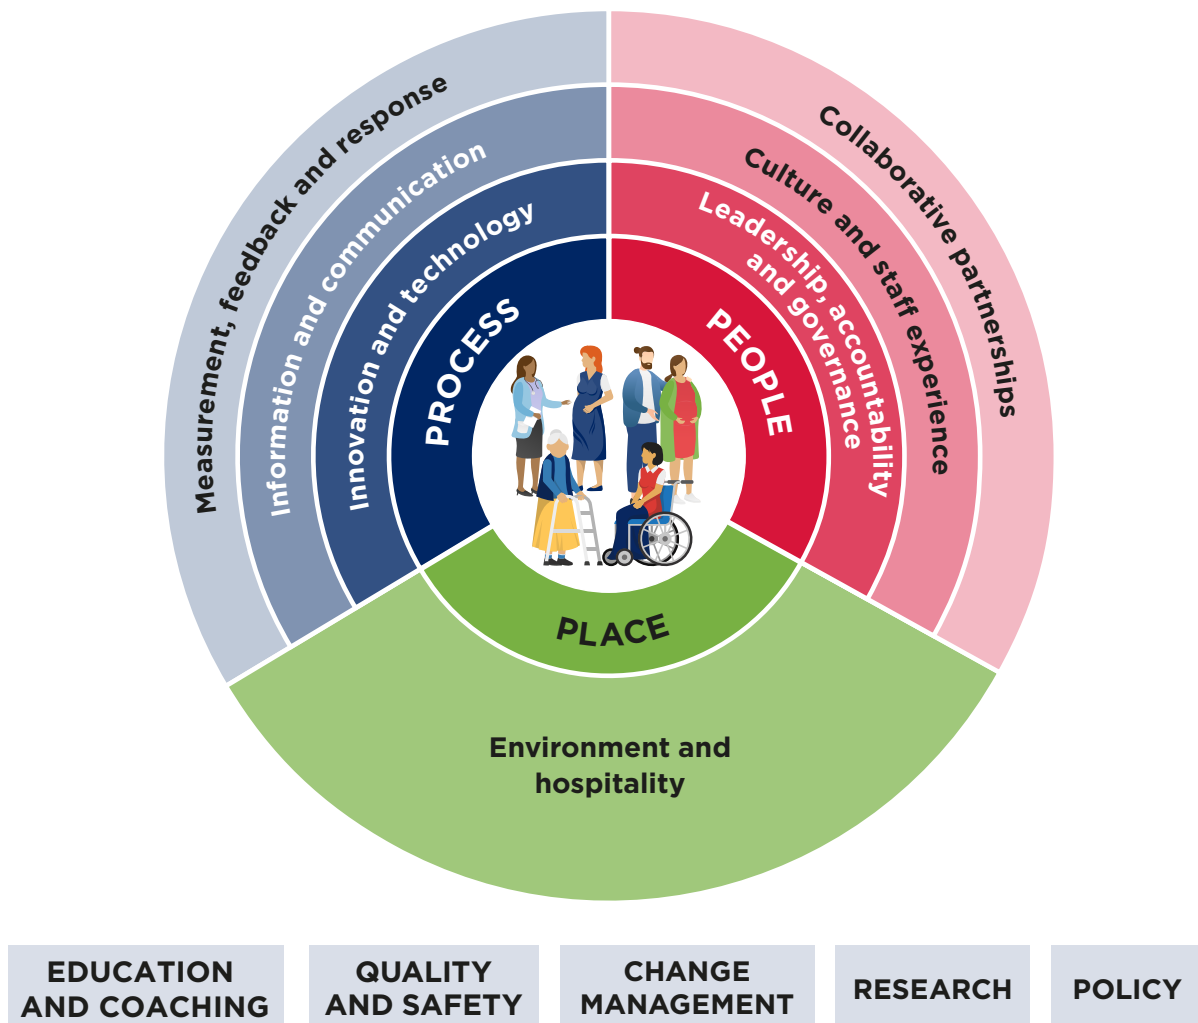 Measurement, feedback and response
Information and communication
Innovation and technology
PROCESS
Collaborative partnerships
Culture and staff experience
Leadership, accountability
and governance
PEOPLE
PLACE
Environment and
hospitality
EDUCATION
AND COACHING
QUALITY
AND SAFETY
CHANGE
MANAGEMENT
RESEARCH
POLICY